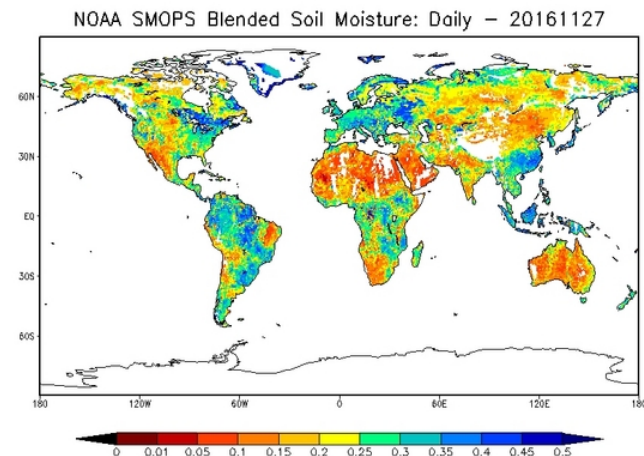 NOAA SMOPS Blended Soil Moisture: Daily - 20161127
60N
30N
EQ
30S
60S
180 120W 60W 0 60E 120E 180
0 0.01 0.05 0.1 0.15 0.2 0.25 0.3 0.35 0.4 0.45 0.5